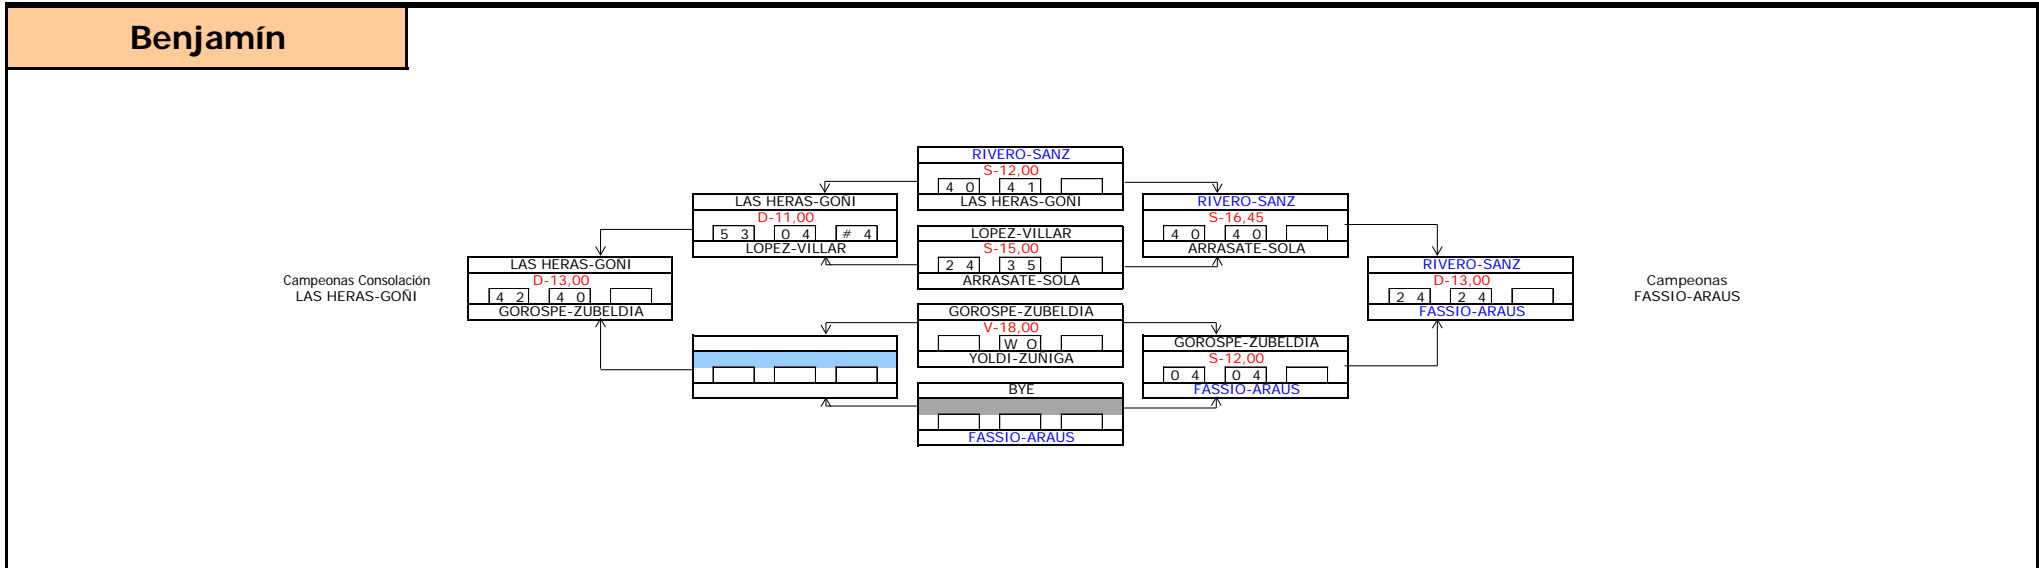 Benjamín
RIVERO-SANZ
S-12,00
4 0 4 1
LAS HERAS-GOÑI
LAS HERAS-GOÑI
D-11,00
5 3 0 4 # 4
LOPEZ-VILLAR
RIVERO-SANZ
S-16,45
4 0 4 0
ARRASATE-SOLA
LOPEZ-VILLAR
S-15,00
2 4 3 5
ARRASATE-SOLA
Campeonas Consolación
LAS HERAS-GOÑI
LAS HERAS-GOÑI
D-13,00
4 2 4 0
GOROSPE-ZUBELDIA
RIVERO-SANZ
D-13,00
2 4 2 4
FASSIO-ARAUS
Campeonas
FASSIO-ARAUS
GOROSPE-ZUBELDIA
V-18,00
W O
YOLDI-ZUÑIGA
GOROSPE-ZUBELDIA
S-12,00
0 4 0 4
FASSIO-ARAUS
BYE
FASSIO-ARAUS